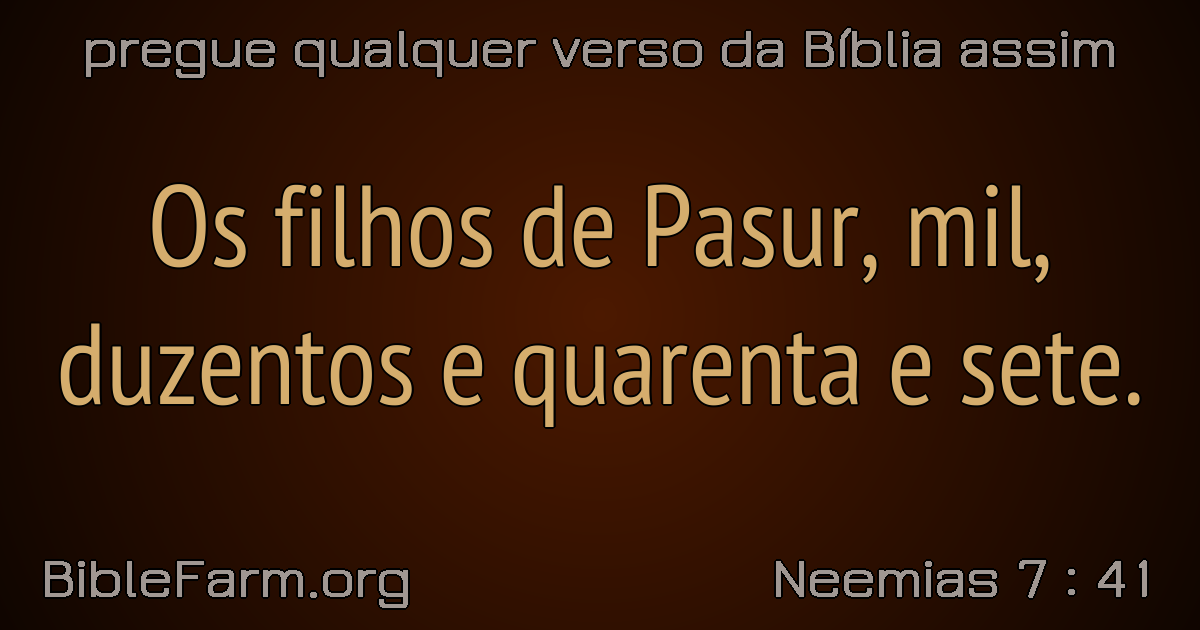 pregue qualquer verso da Bíblia assim
Os filhos de Pasur, mil,
duzentos e quarenta e sete.
BibleFarm.org
Neemias 7 : 41